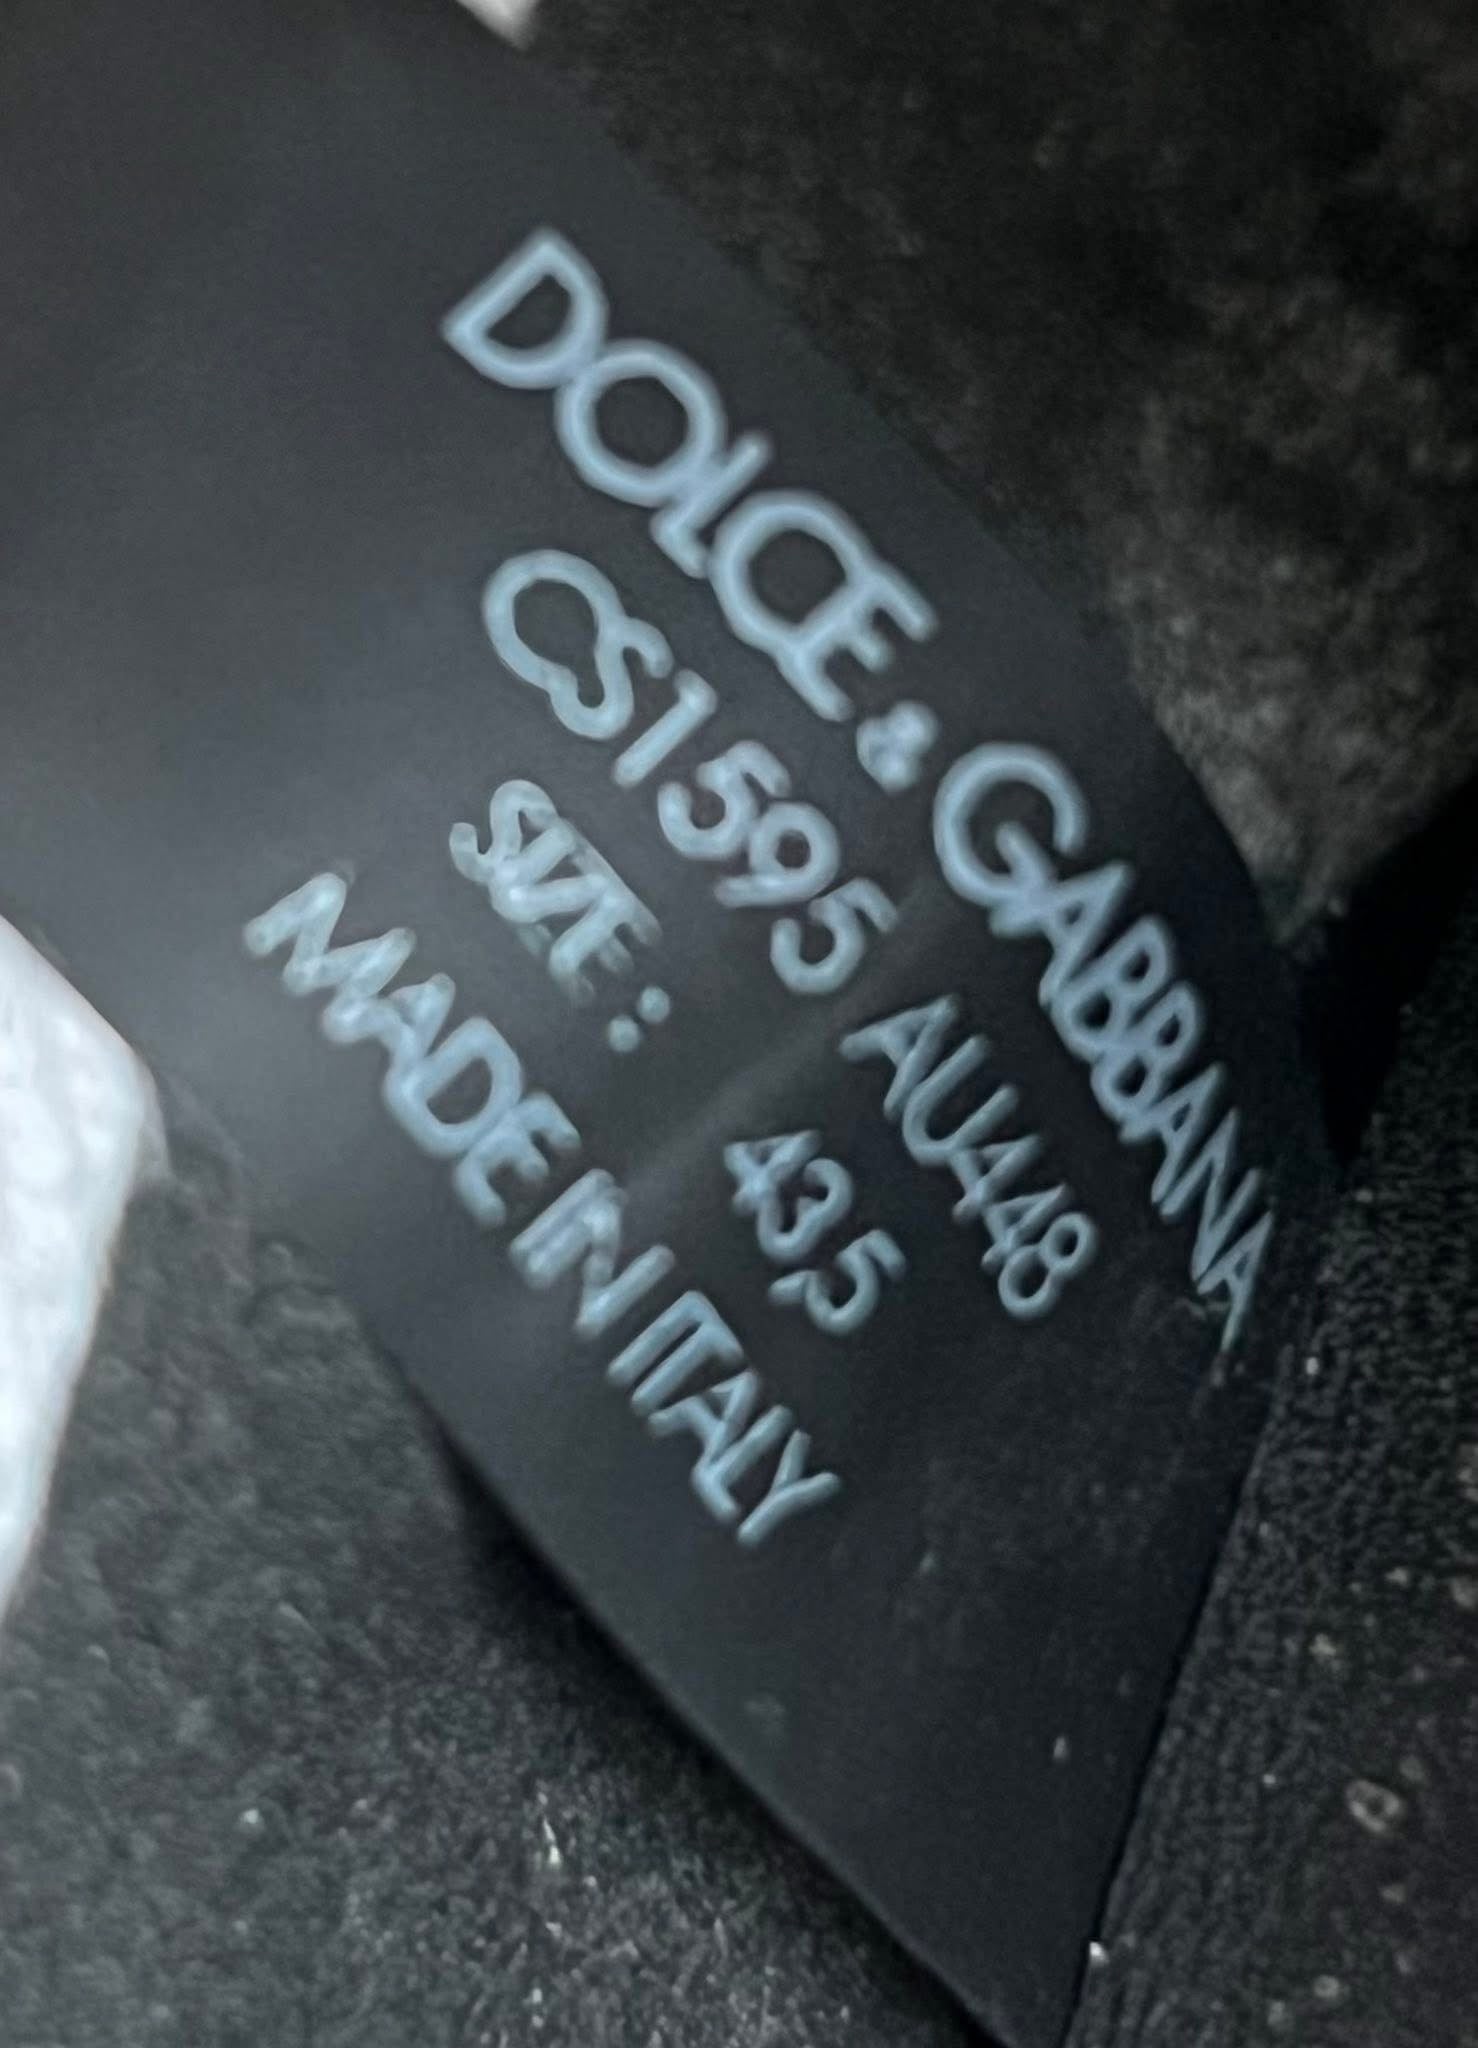 DOLCE & GABBANA
CS1595 AU448
SIZE: 43,5
MADE IN ITALY